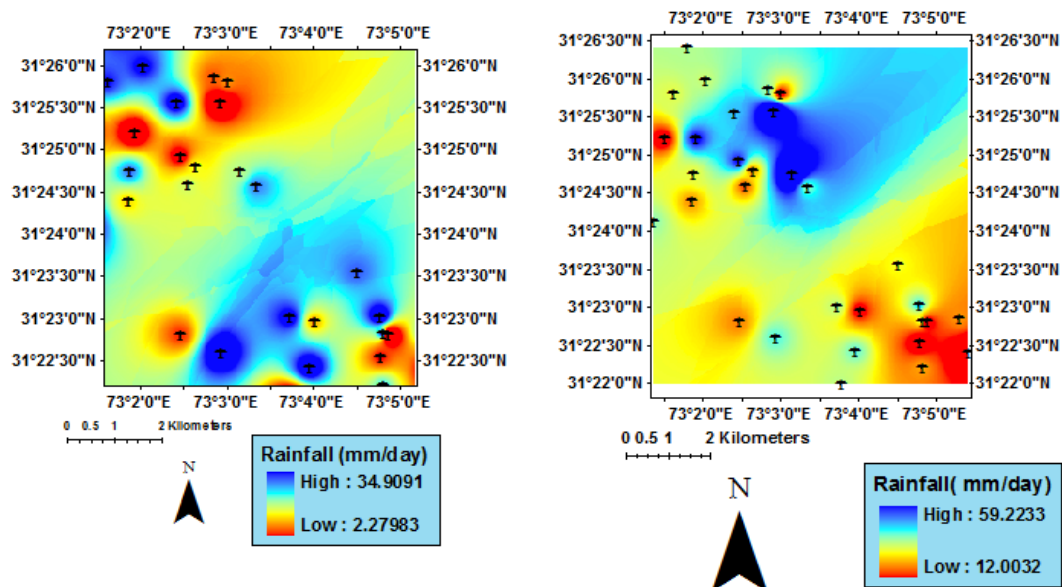 73°2'0"E 73°3'0"E 73°4'0"E 73°5'0"E
31°26'0"N 31°26'0"N
31°25'30"N 31°25'30"N
31°25'0"N 31°25'0"N
31°24'30"N 31°24'30"N
31°24'0"N 31°24'0"N
31°23'30"N 31°23'30"N
31°23'0"N 31°23'0"N
31°22'30"N 31°22'30"N
73°2'0"E 73°3'0"E 73°4'0"E 73°5'0"E
0 0.5 1 2 Kilometers
N
Rainfall (mm/day)
High : 34.9091
Low : 2.27983
73°2'0"E 73°3'0"E 73°4'0"E 73°5'0"E
31°26'30"N 31°26'30"N
31°26'0"N 31°26'0"N
31°25'30"N 31°25'30"N
31°25'0"N 31°25'0"N
31°24'30"N 31°24'30"N
31°24'0"N 31°24'0"N
31°23'30"N 31°23'30"N
31°23'0"N 31°23'0"N
31°22'30"N 31°22'30"N
31°22'0"N 31°22'0"N
73°2'0"E 73°3'0"E 73°4'0"E 73°5'0"E
0 0.5 1 2 Kilometers
N
Rainfall( mm/day)
High : 59.2233
Low : 12.0032